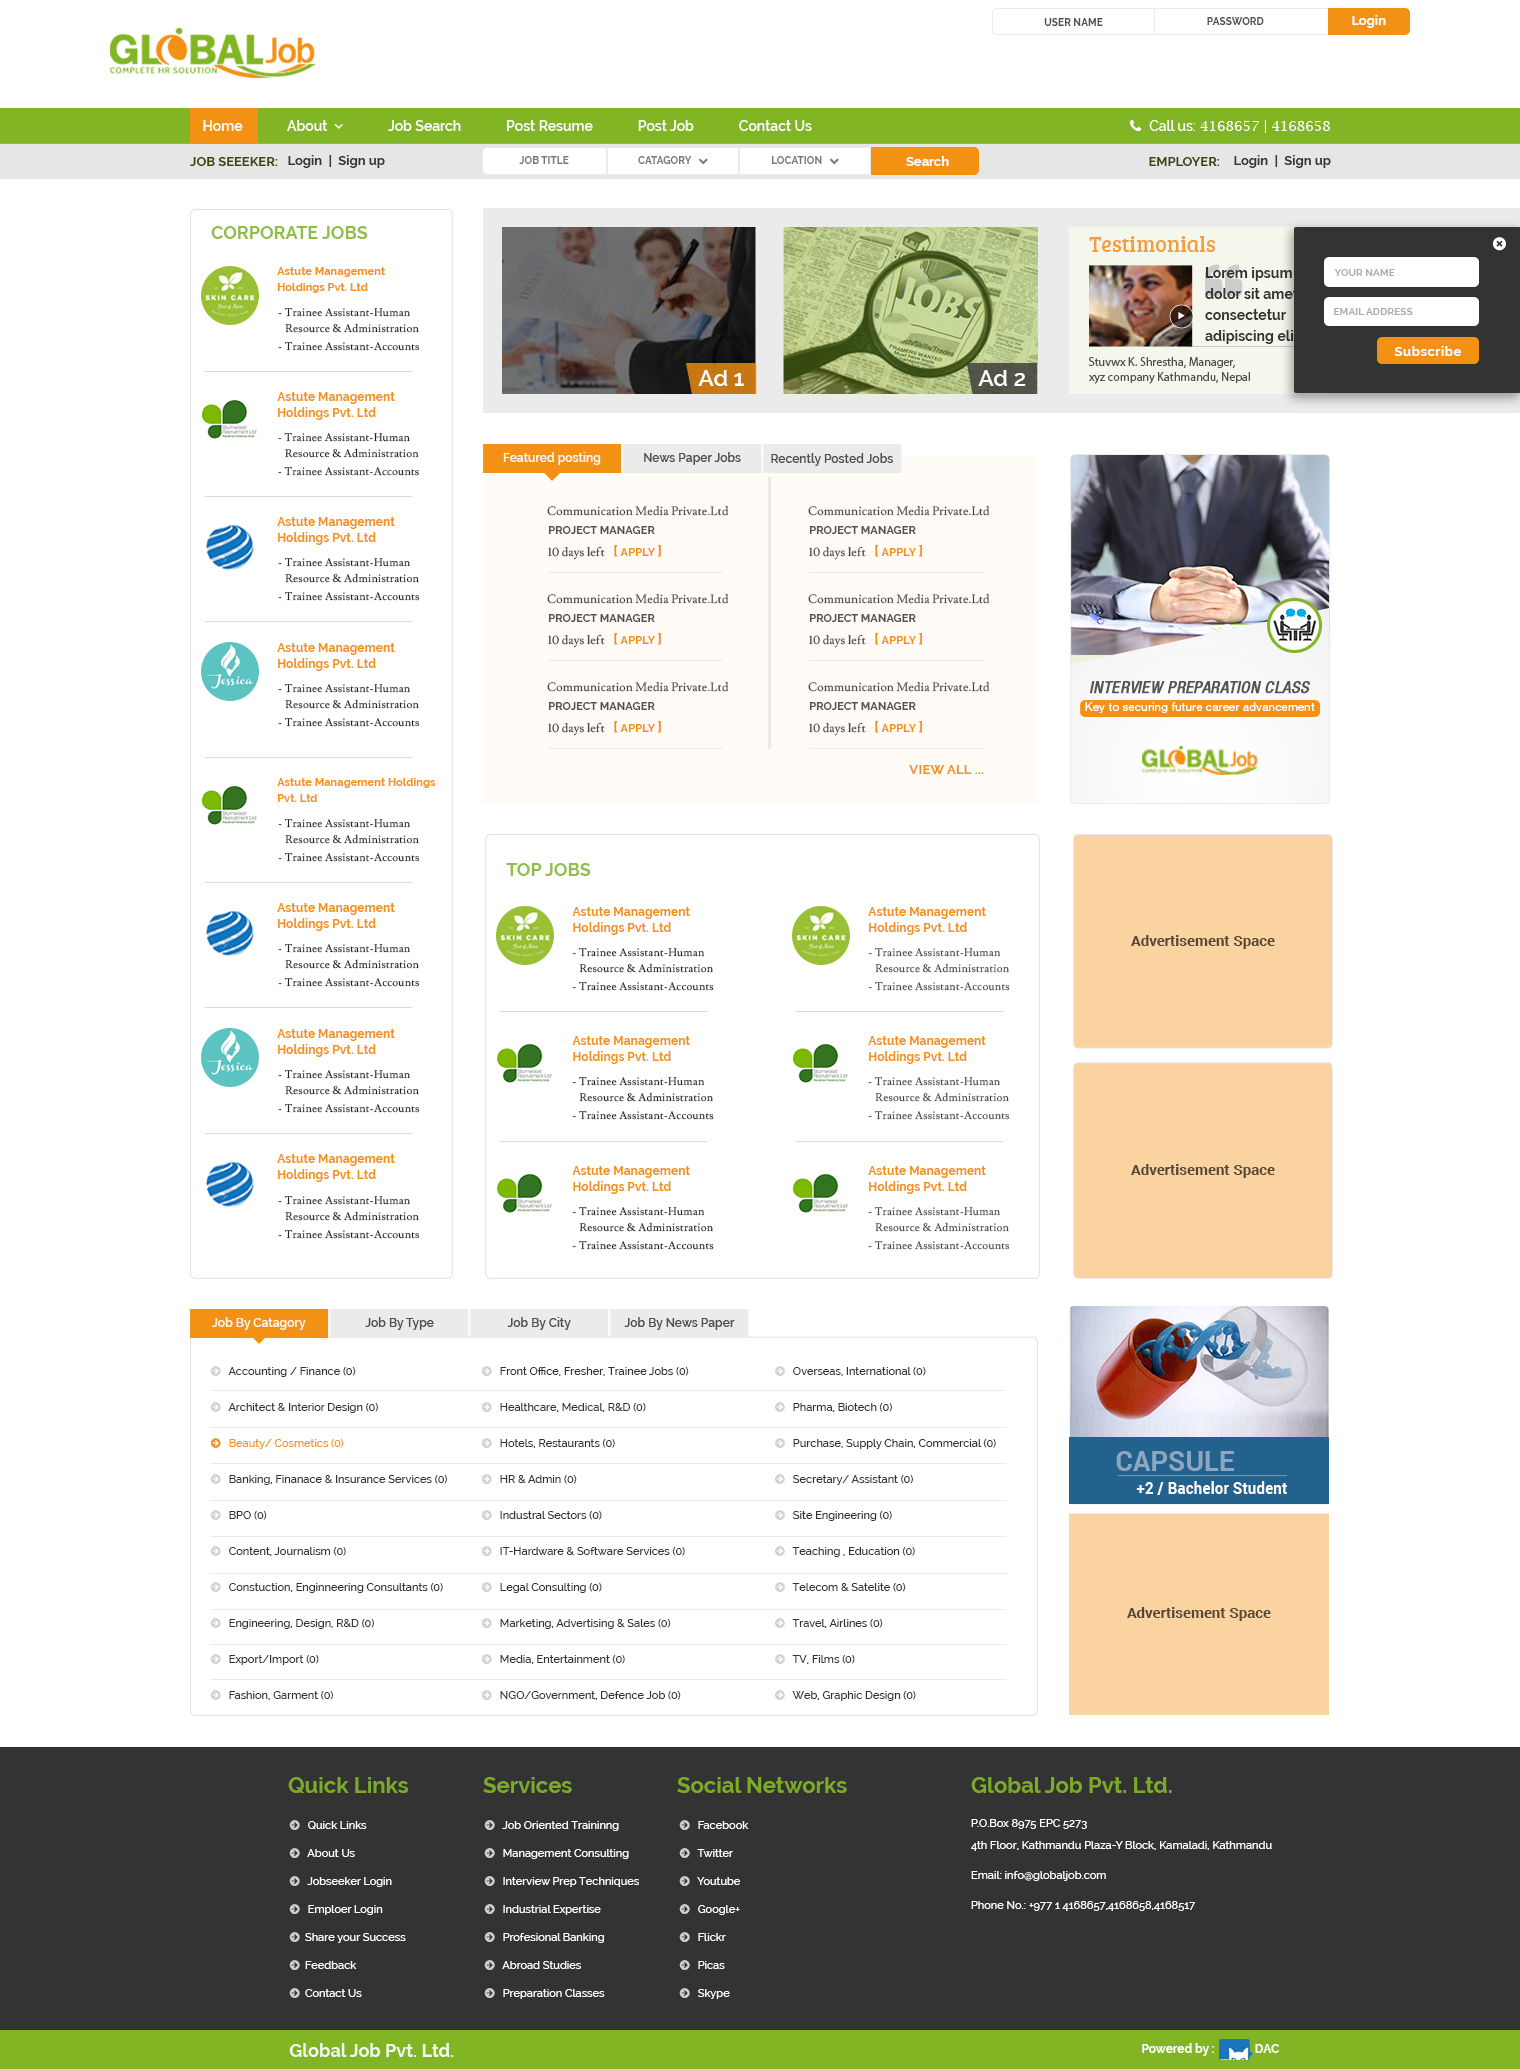 USER NAME
PASSWORD
Login
GLOBAL Job
COMPLETE HR SOLUTION
Home
About
Job Search
Post Resume
Post Job
Contact Us
Call us: 4168657 | 4168658
JOB SEEEKER: Login | Sign up
JOB TITLE
CATAGORY
LOCATION
Search
EMPLOYER: Login | Sign up
CORPORATE JOBS
SKIN CARE
Astute Management
Holdings Pvt. Ltd
- Trainee Assistant-Human
Resource & Administration
- Trainee Assistant-Accounts
Astute Management
Holdings Pvt. Ltd
- Trainee Assistant-Human
Resource & Administration
- Trainee Assistant-Accounts
Astute Management
Holdings Pvt. Ltd
- Trainee Assistant-Human
Resource & Administration
- Trainee Assistant-Accounts
Jessica
Astute Management
Holdings Pvt. Ltd
- Trainee Assistant-Human
Resource & Administration
- Trainee Assistant-Accounts
Astute Management Holdings
Pvt. Ltd
- Trainee Assistant-Human
Resource & Administration
- Trainee Assistant-Accounts
Astute Management
Holdings Pvt. Ltd
- Trainee Assistant-Human
Resource & Administration
- Trainee Assistant-Accounts
Jessica
Astute Management
Holdings Pvt. Ltd
- Trainee Assistant-Human
Resource & Administration
- Trainee Assistant-Accounts
Astute Management
Holdings Pvt. Ltd
- Trainee Assistant-Human
Resource & Administration
- Trainee Assistant-Accounts
Ad 1
JOBS
Ad 2
Testimonials
Lorem ipsum
dolor sit ame
consectetur
adipiscing eli
Stuvwx K. Shrestha, Manager,
xyz company Kathmandu, Nepal
YOUR NAME
EMAIL ADDRESS
Subscribe
Featured posting
News Paper Jobs
Recently Posted Jobs
Communication Media Private.Ltd
PROJECT MANAGER
10 days left [ APPLY ]
Communication Media Private.Ltd
PROJECT MANAGER
10 days left [ APPLY ]
Communication Media Private.Ltd
PROJECT MANAGER
10 days left [ APPLY ]
Communication Media Private.Ltd
PROJECT MANAGER
10 days left [ APPLY ]
Communication Media Private.Ltd
PROJECT MANAGER
10 days left [ APPLY ]
Communication Media Private.Ltd
PROJECT MANAGER
10 days left [ APPLY ]
VIEW ALL ...
INTERVIEW PREPARATION CLASS
Key to securing future career advancement
GLOBAL Job
COMPLETE HR SOLUTION
TOP JOBS
SKIN CARE
Astute Management
Holdings Pvt. Ltd
- Trainee Assistant-Human
Resource & Administration
- Trainee Assistant-Accounts
SKIN CARE
Astute Management
Holdings Pvt. Ltd
- Trainee Assistant-Human
Resource & Administration
- Trainee Assistant-Accounts
Astute Management
Holdings Pvt. Ltd
- Trainee Assistant-Human
Resource & Administration
- Trainee Assistant-Accounts
Astute Management
Holdings Pvt. Ltd
- Trainee Assistant-Human
Resource & Administration
- Trainee Assistant-Accounts
Astute Management
Holdings Pvt. Ltd
- Trainee Assistant-Human
Resource & Administration
- Trainee Assistant-Accounts
Astute Management
Holdings Pvt. Ltd
- Trainee Assistant-Human
Resource & Administration
- Trainee Assistant-Accounts
Advertisement Space
Advertisement Space
Job By Catagory
Job By Type
Job By City
Job By News Paper
Accounting / Finance (0)
Front Office, Fresher, Trainee Jobs (0)
Overseas, International (0)
Architect & Interior Design (0)
Healthcare, Medical, R&D (0)
Pharma, Biotech (0)
Beauty/ Cosmetics (0)
Hotels, Restaurants (0)
Purchase, Supply Chain, Commercial (0)
Banking, Finanace & Insurance Services (0)
HR & Admin (0)
Secretary/ Assistant (0)
BPO (0)
Industral Sectors (0)
Site Engineering (0)
Content, Journalism (0)
IT-Hardware & Software Services (0)
Teaching , Education (0)
Constuction, Enginneering Consultants (0)
Legal Consulting (0)
Telecom & Satelite (0)
Engineering, Design, R&D (0)
Marketing, Advertising & Sales (0)
Travel, Airlines (0)
Export/Import (0)
Media, Entertainment (0)
TV, Films (0)
Fashion, Garment (0)
NGO/Government, Defence Job (0)
Web, Graphic Design (0)
CAPSULE
+2 / Bachelor Student
Advertisement Space
Quick Links
Quick Links
About Us
Jobseeker Login
Emploer Login
Share your Success
Feedback
Contact Us
Services
Job Oriented Traininng
Management Consulting
Interview Prep Techniques
Industrial Expertise
Profesional Banking
Abroad Studies
Preparation Classes
Social Networks
Facebook
Twitter
Youtube
Google+
Flickr
Picas
Skype
Global Job Pvt. Ltd.
P.O.Box 8975 EPC 5273
4th Floor, Kathmandu Plaza-Y Block, Kamaladi, Kathmandu
Email: info@globaljob.com
Phone No.: +977 1 4168657,4168658,4168517
Global Job Pvt. Ltd.
Powered by : DAC